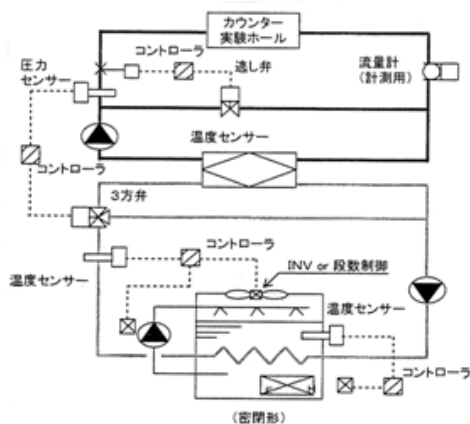 カウンター
実験ホール
コントローラ
逃し弁
圧力
センサー
流量計
(計測用)
温度センサー
コントローラ
3方弁
コントローラ
INV or 段数制御
温度センサー
温度センサー
コントローラ
(密閉形)